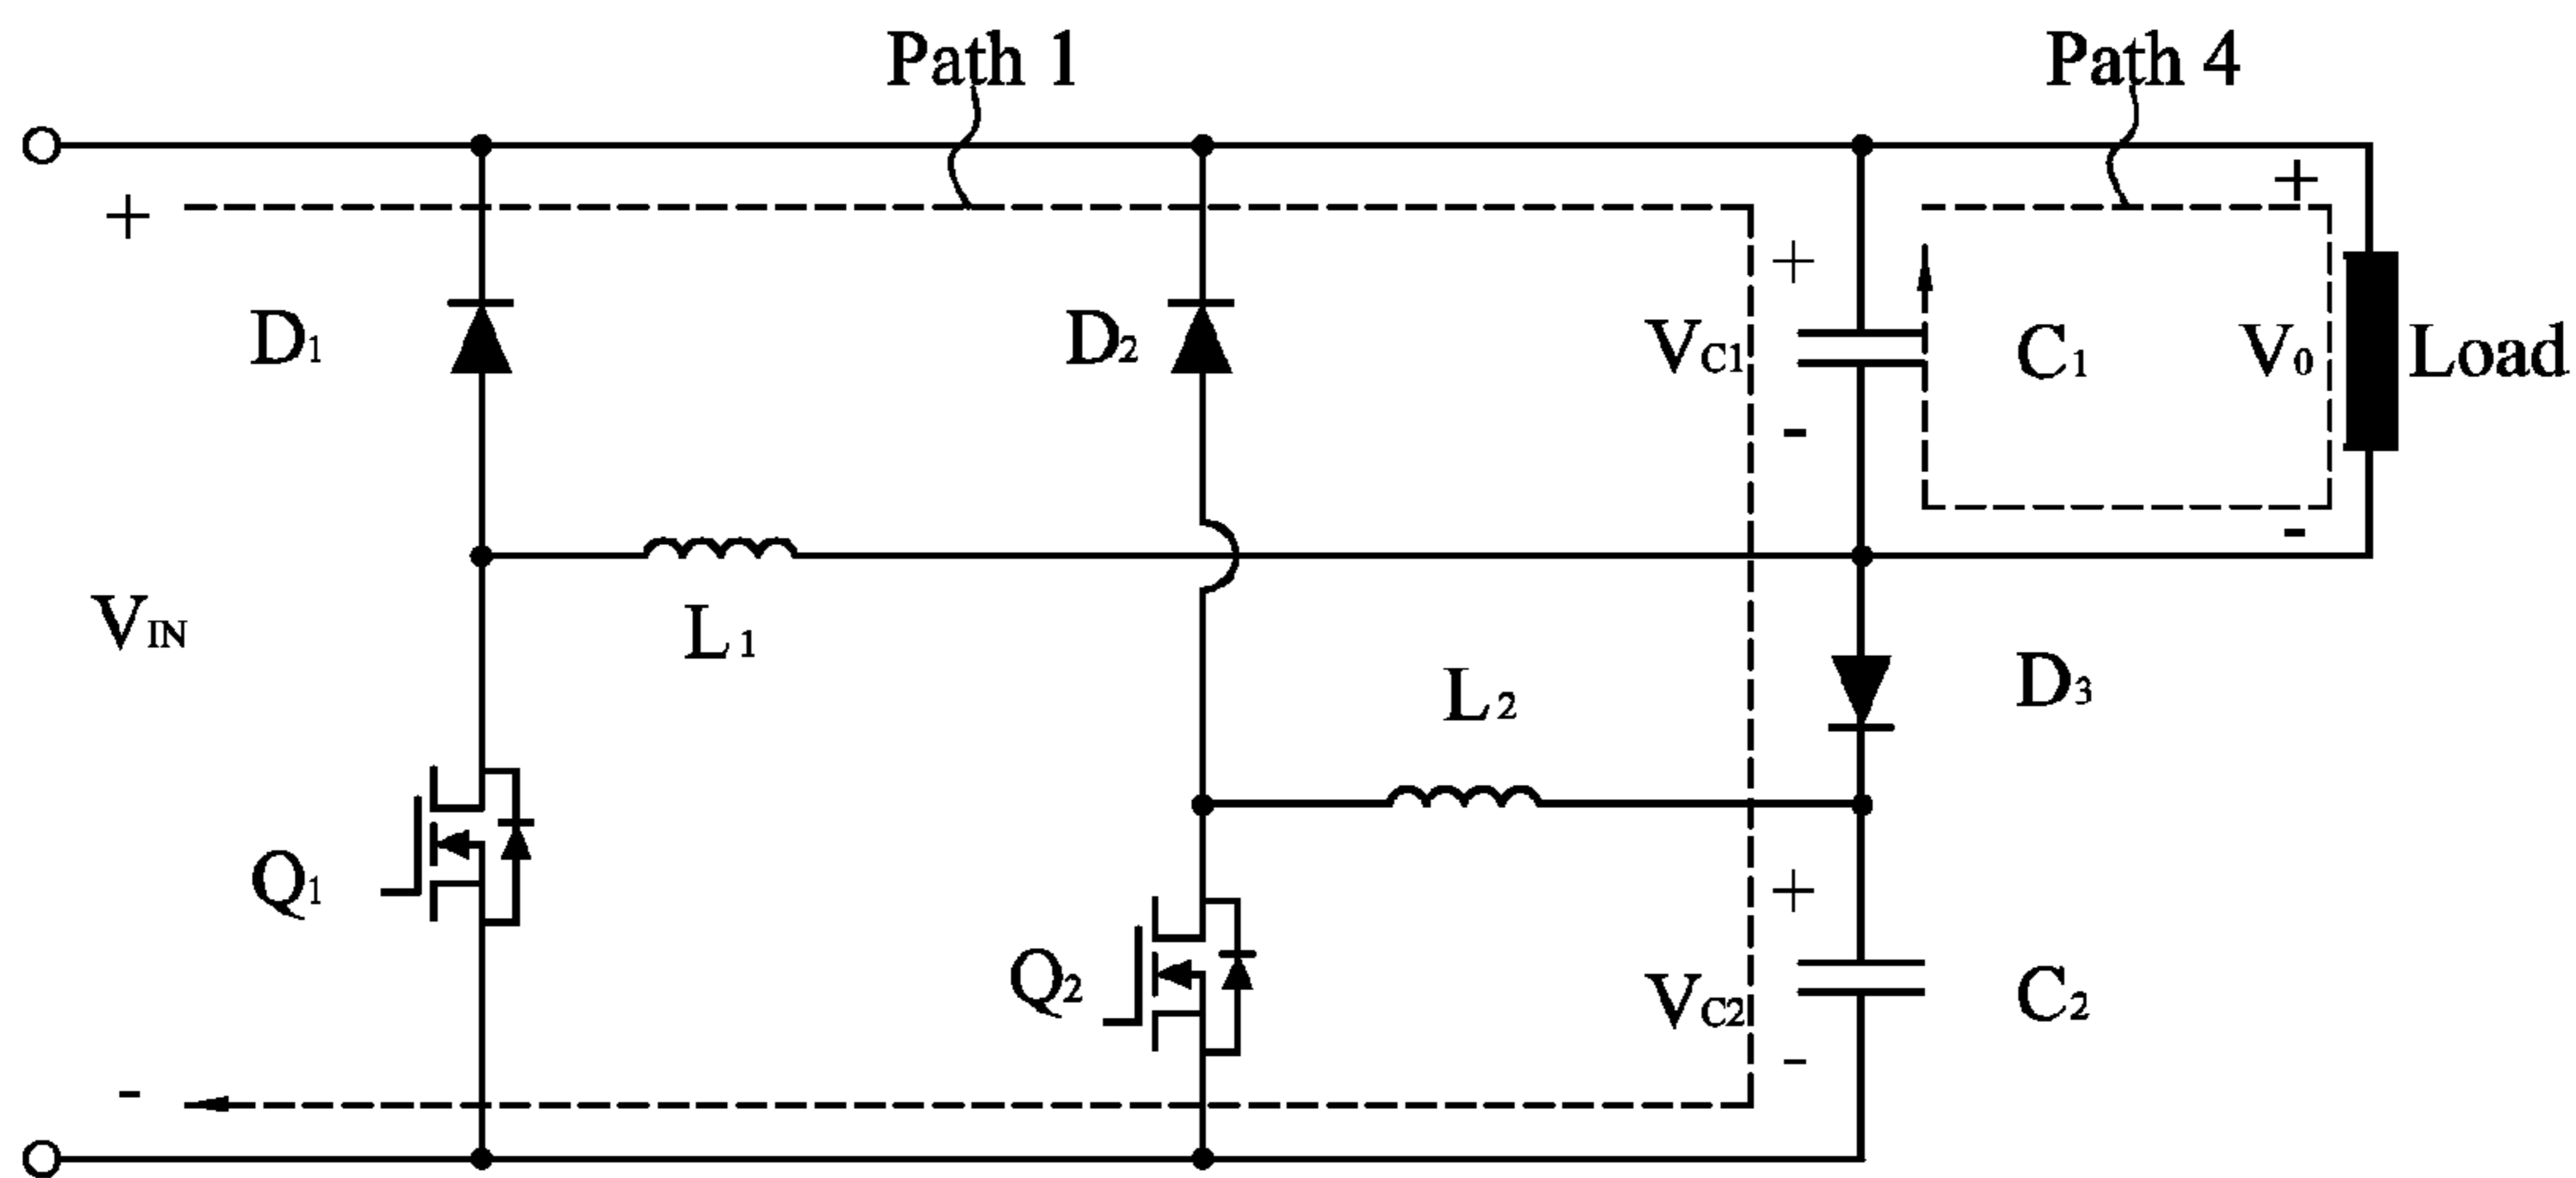 Path 1
Path 4
+
+
+
D1
D2
VC1
C1
V0
Load
-
-
VIN
L1
L2
D3
Q1
Q2
+
VC2
C2
-
-